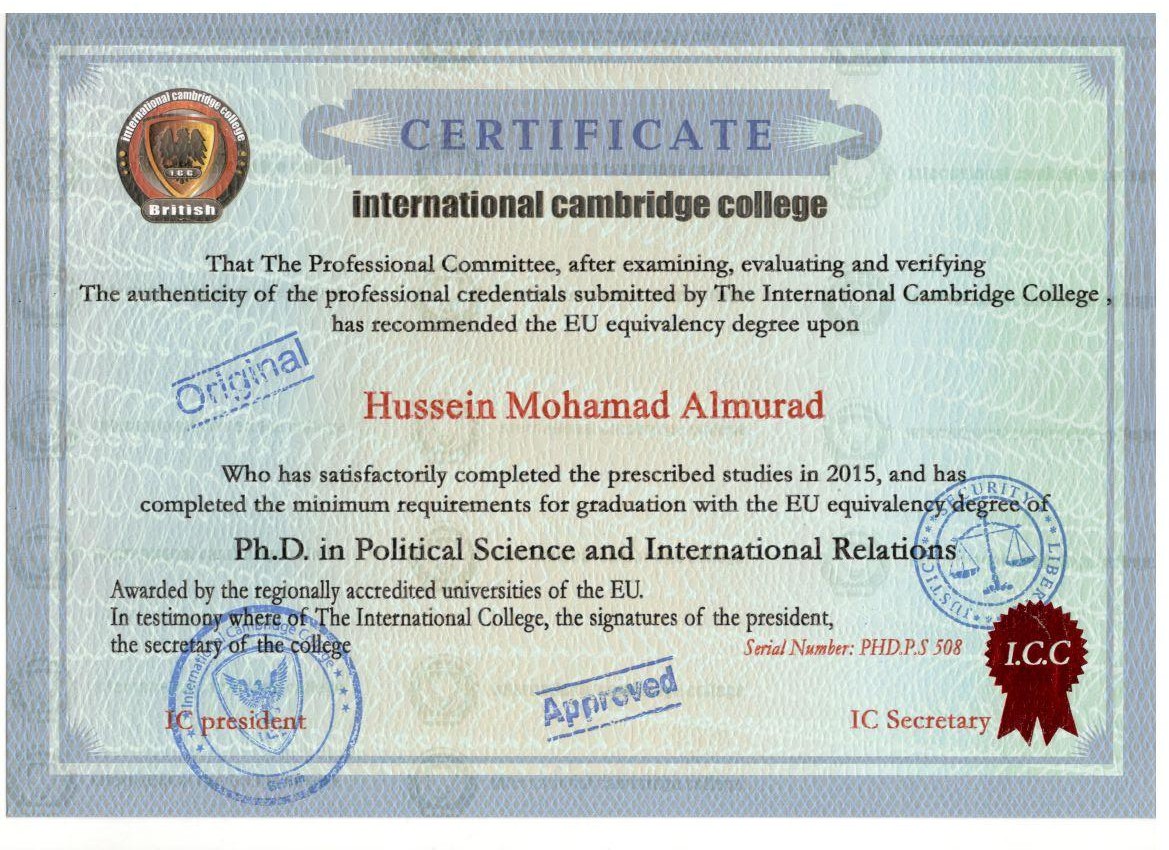 international cambridge college
I C C
British
CERTIFICATE
international cambridge college
That The Professional Committee, after examining, evaluating and verifying
The authenticity of the professional credentials submitted by The International Cambridge College ,
has recommended the EU equivalency degree upon
Original
Hussein Mohamad Almurad
Who has satisfactorily completed the prescribed studies in 2015, and has
completed the minimum requirements for graduation with the EU equivalency degree of
Ph.D. in Political Science and International Relations
SECURITY
JUSTICE
Awarded by the regionally accredited universities of the EU.
In testimony where of The International College, the signatures of the president,
the secretary of the college
Serial Number: PHD.P.S 508
I.C.C
International Cambridge College
British
Approved
IC president
IC Secretary